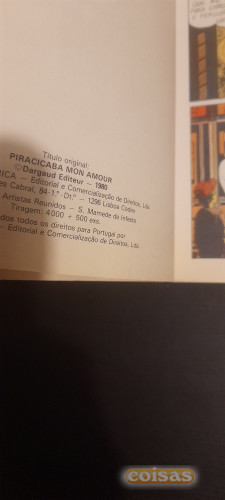 Título original:
PIRACICABA MON AMOUR
©Dargaud Editeur — 1980
RICA — Editorial e Comercialização de Direitos, Lda.
es Cabral, 84-1.º Dt.º — 1296 Lisboa Codex
Artistas Reunidos — S. Mamede de Infesta
Tiragem: 4000 + 500 exs.
dos todos os direitos para Portugal por
— Editorial e Comercialização de Direitos, Lda.
coisas